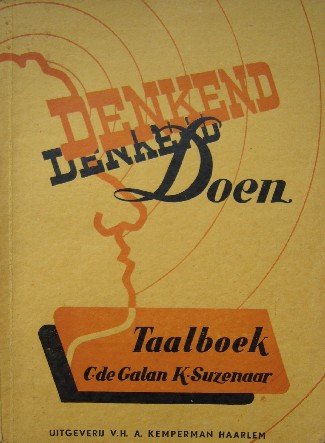 DENKEND
DENKEND
Doen
Taalboek
C. de Galan K. Suzenaar
UITGEVERIJ V.H. A. KEMPERMAN HAARLEM